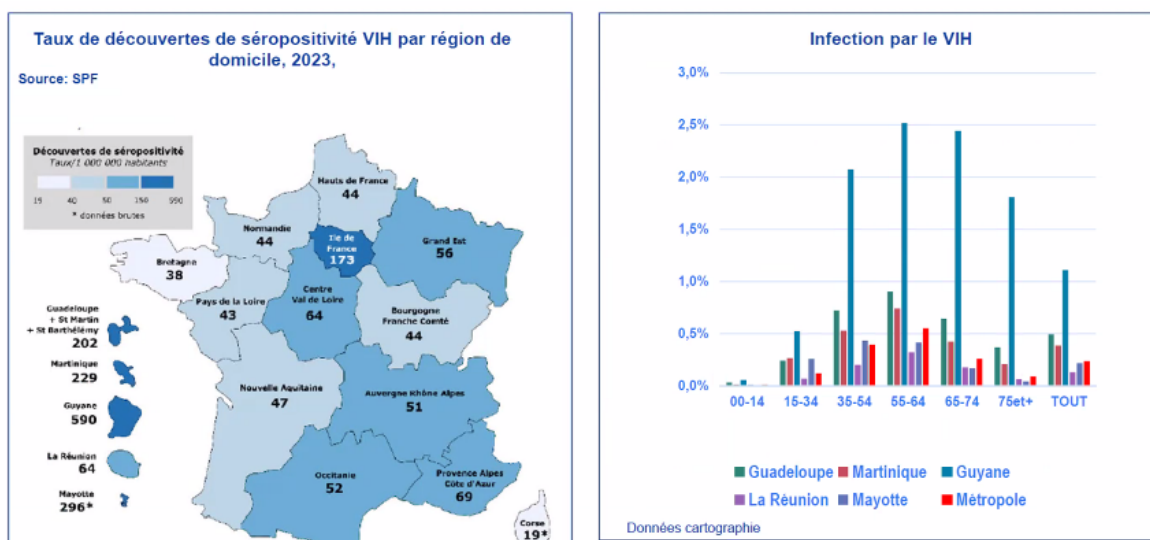 Taux de découvertes de séropositivité VIH par région de
domicile, 2023,
Source: SPF
Découvertes de séropositivité
Taux/1 000 000 habitants
19 40 50 150 590
* données brutes
Hauts de France
44
Normandie
44
Ile de
France
173
Grand Est
56
Bretagne
38
Pays de la Loire
43
Centre
Val de Loire
64
Bourgogne
Franche Comté
44
Nouvelle Aquitaine
47
Auvergne Rhône Alpes
51
Occitanie
52
Provence Alpes
Côte d'Azur
69
Corse
19*
Guadeloupe
+ St Martin
+ St Barthélémy
202
Martinique
229
Guyane
590
La Réunion
64
Mayotte
296*
Infection par le VIH
3,0%
2,5%
2,0%
1,5%
1,0%
0,5%
0,0%
00-14 15-34 35-54 55-64 65-74 75et+ TOUT
Guadeloupe Martinique Guyane
La Réunion Mayotte Métropole
Données cartographie